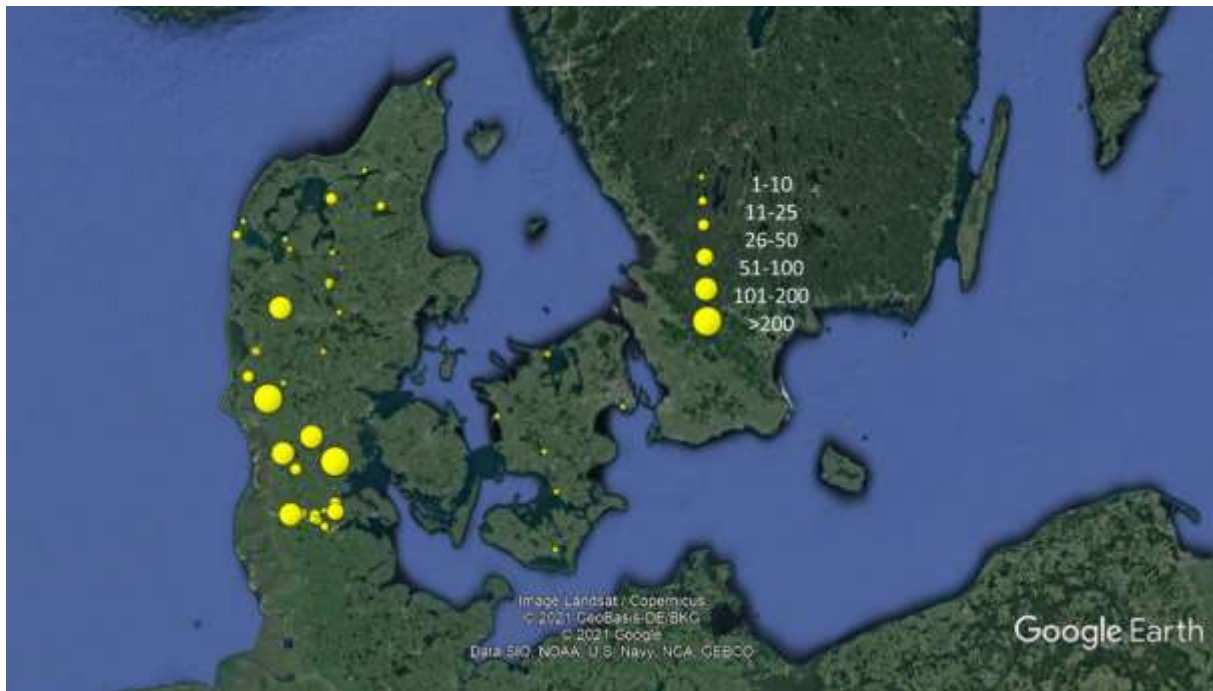 1-10
11-25
26-50
51-100
101-200
>200
Image Landsat / Copernicus
© 2021 GeoBasis-DE/BKG
© 2021 Google
Data SIO, NOAA, U.S. Navy, NGA, GEBCO
Google Earth